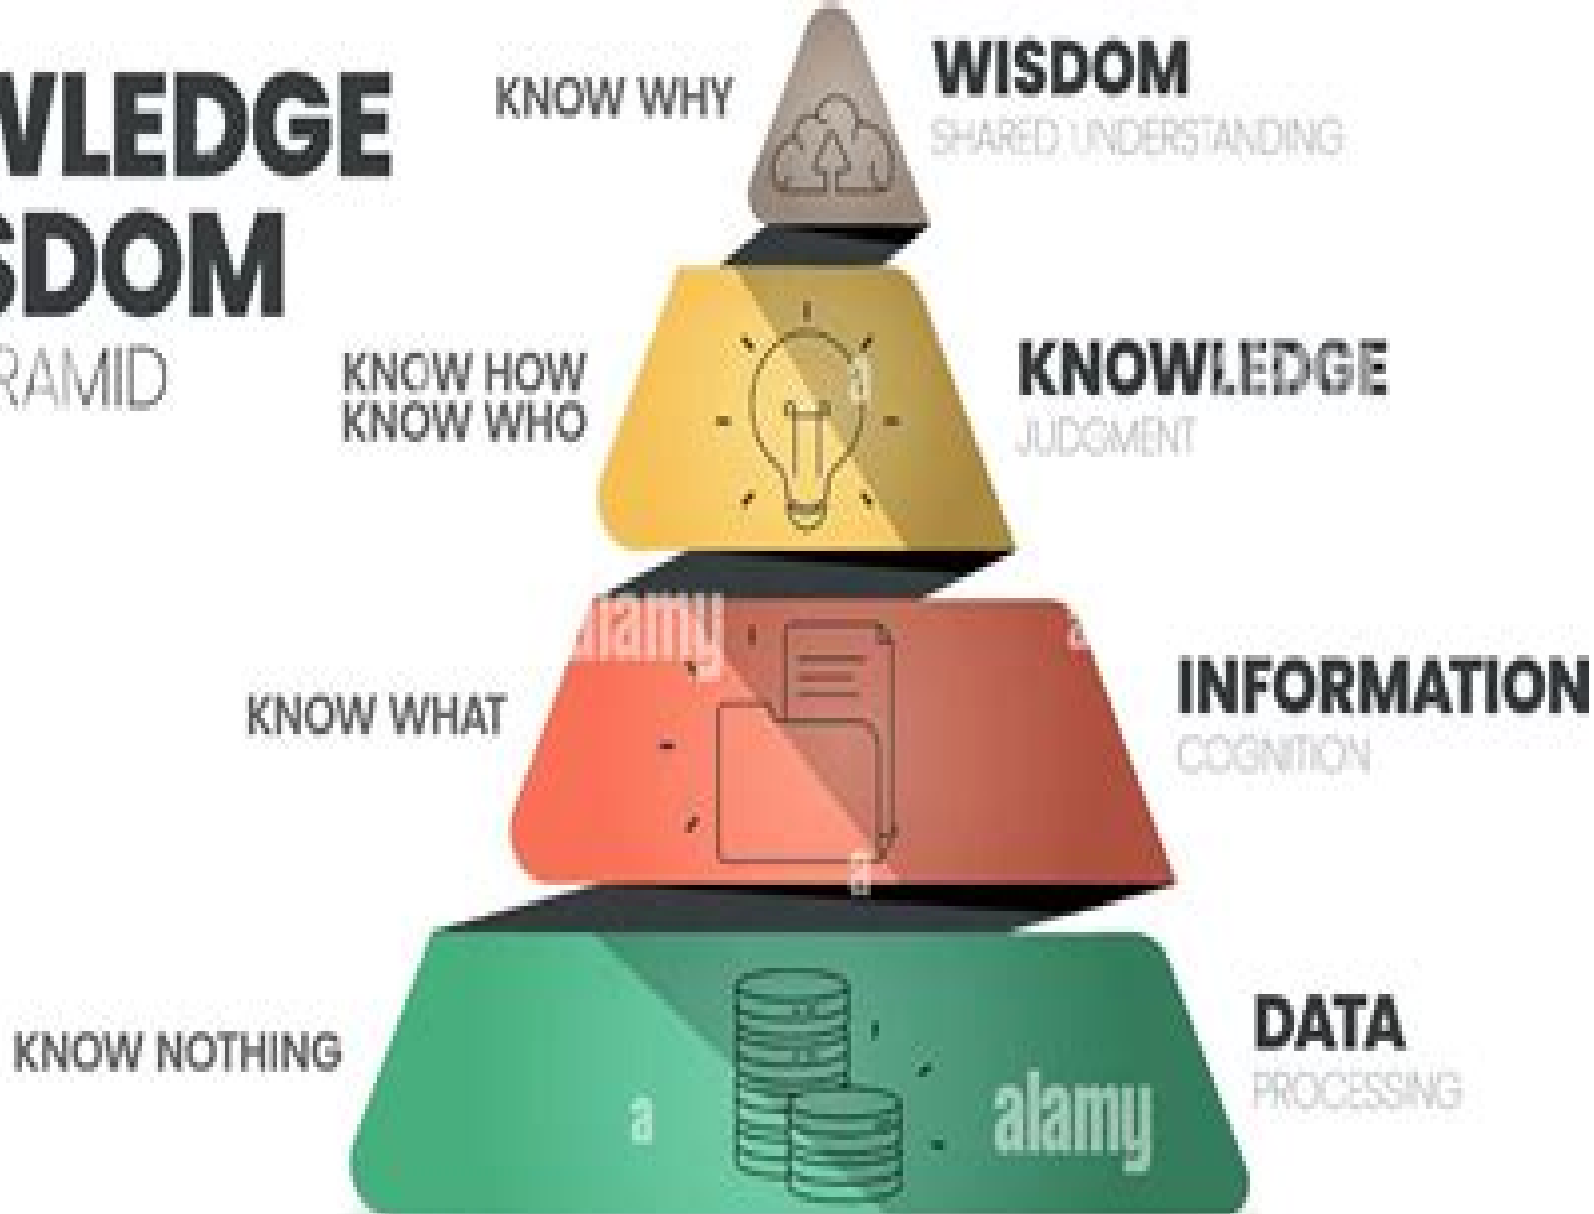 WLEDGE
SDOM
RAMID
KNOW WHY
WISDOM
SHARED UNDERSTANDING
KNOW HOW
KNOW WHO
KNOWLEDGE
JUDGMENT
KNOW WHAT
INFORMATION
COGNITION
KNOW NOTHING
DATA
PROCESSING
a
alamy
a
a
a
alamy